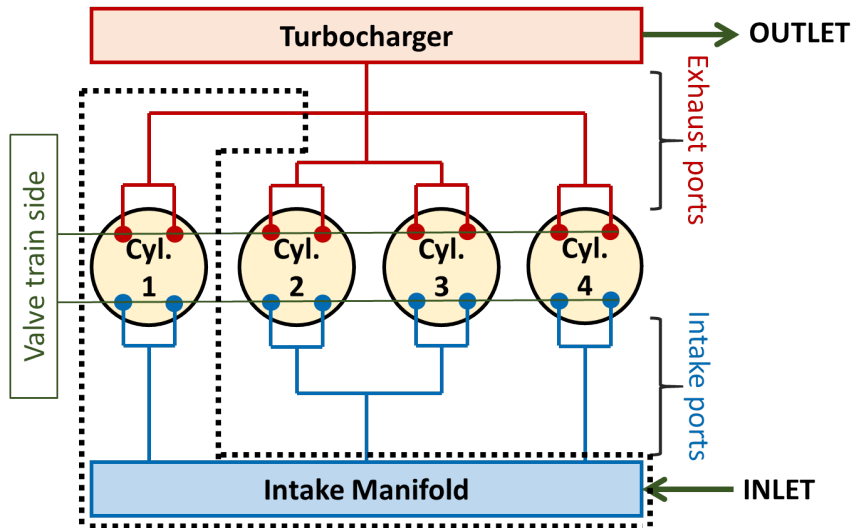 Turbocharger
OUTLET
Exhaust ports
Valve train side
Cyl.
1
Cyl.
2
Cyl.
3
Cyl.
4
Intake ports
Intake Manifold
INLET